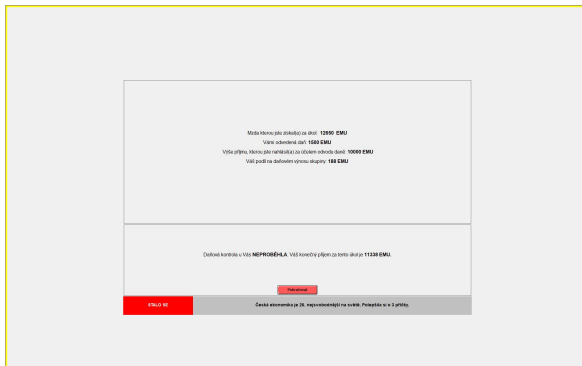 Mzda kterou jste získal(a) za úkol: 12650 EMU
Vámi odvedená daň: 1500 EMU
Výše příjmu, kterou jste nahlásil(a) za účelem odvodu daně: 10000 EMU
Váš podíl na daňovém výnosu skupiny: 188 EMU
Daňová kontrola u Vás NEPROBĚHLA. Váš konečný příjem za tento úkol je 11338 EMU.
Pokračovat
STALO SE
Česká ekonomika je 26. nejsvobodnější na světě. Polepšila si o 3 příčky.